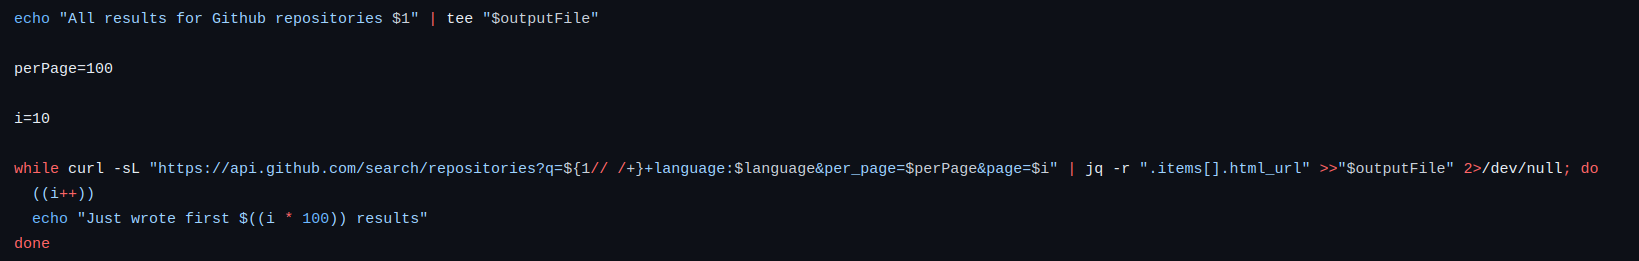 echo "All results for Github repositories $1" | tee "$outputFile"
perPage=100
i=10
while curl -sL "https://api.github.com/search/repositories?q=${1// /+}+language:$language&per_page=$perPage&page=$i" | jq -r ".items[].html_url" >>"$outputFile" 2>/dev/null; do
((i++))
echo "Just wrote first $((i * 100)) results"
done